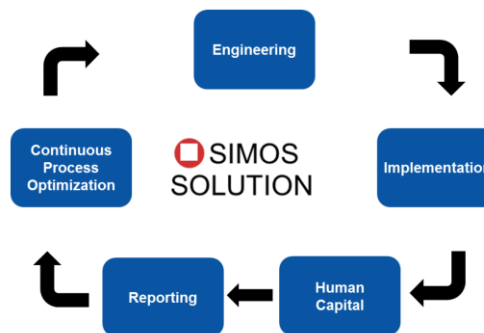 Engineering
Continuous
Process
Optimization
SIMOS
SOLUTION
Implementation
Reporting
Human
Capital